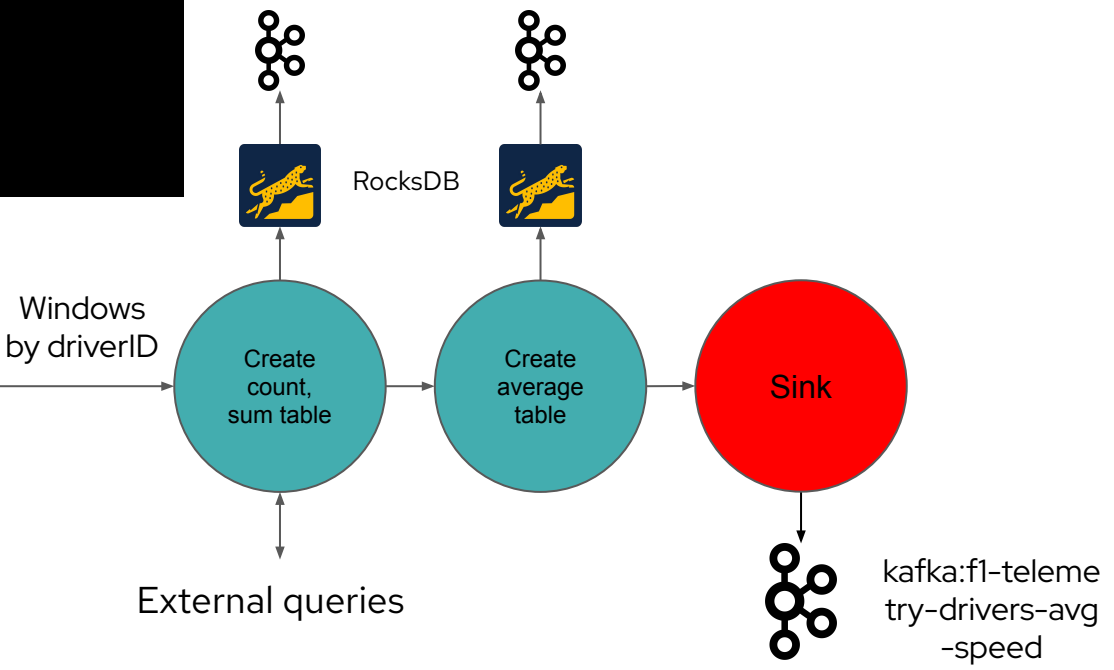 RocksDB
Windows
by driverID
Create
count,
sum table
Create
average
table
Sink
External queries
kafka:f1-teleme
try-drivers-avg
-speed